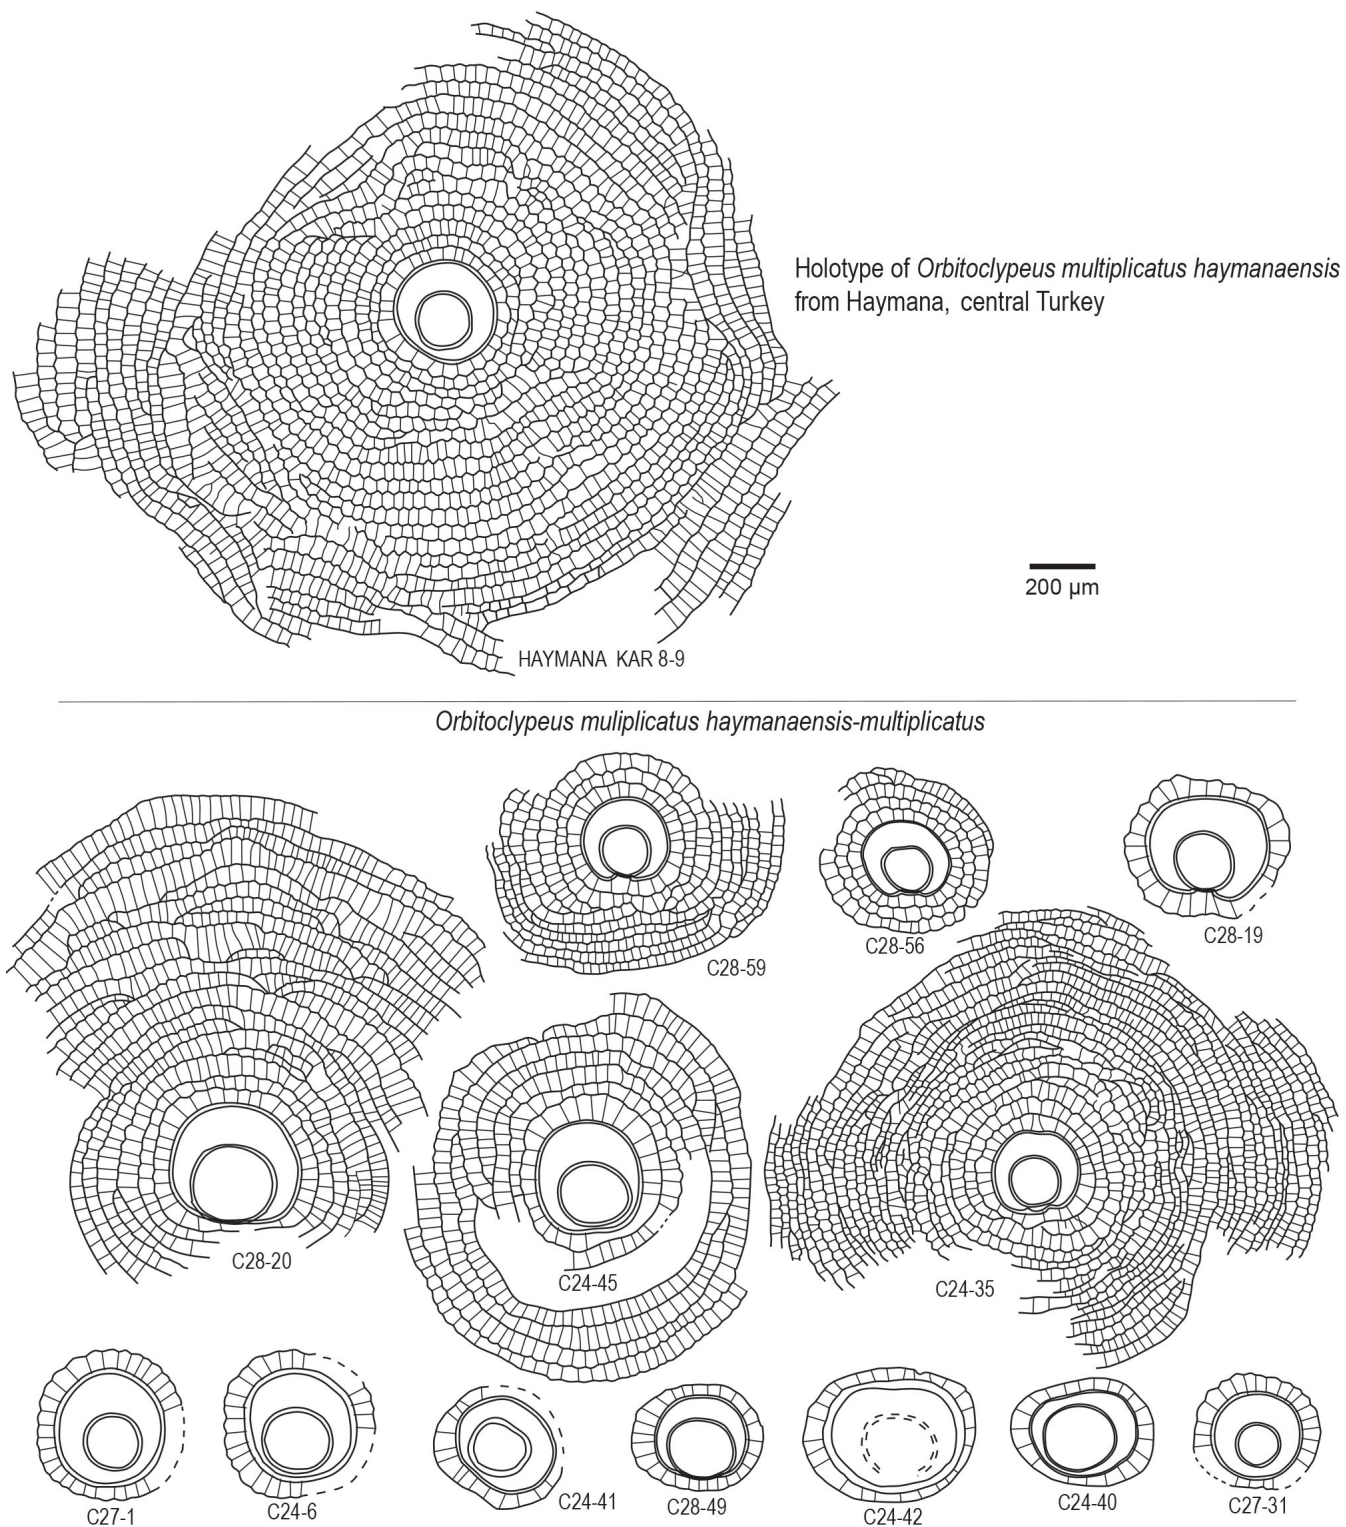 Holotype of Orbitoclypeus multiplicatus haymanaensis
from Haymana, central Turkey
200 µm
HAYMANA KAR 8-9
Orbitoclypeus muliplicatus haymanaensis-multiplicatus
C28-59
C28-56
C28-19
C28-20
C24-45
C24-35
C27-1
C24-6
C24-41
C28-49
C24-42
C24-40
C27-31